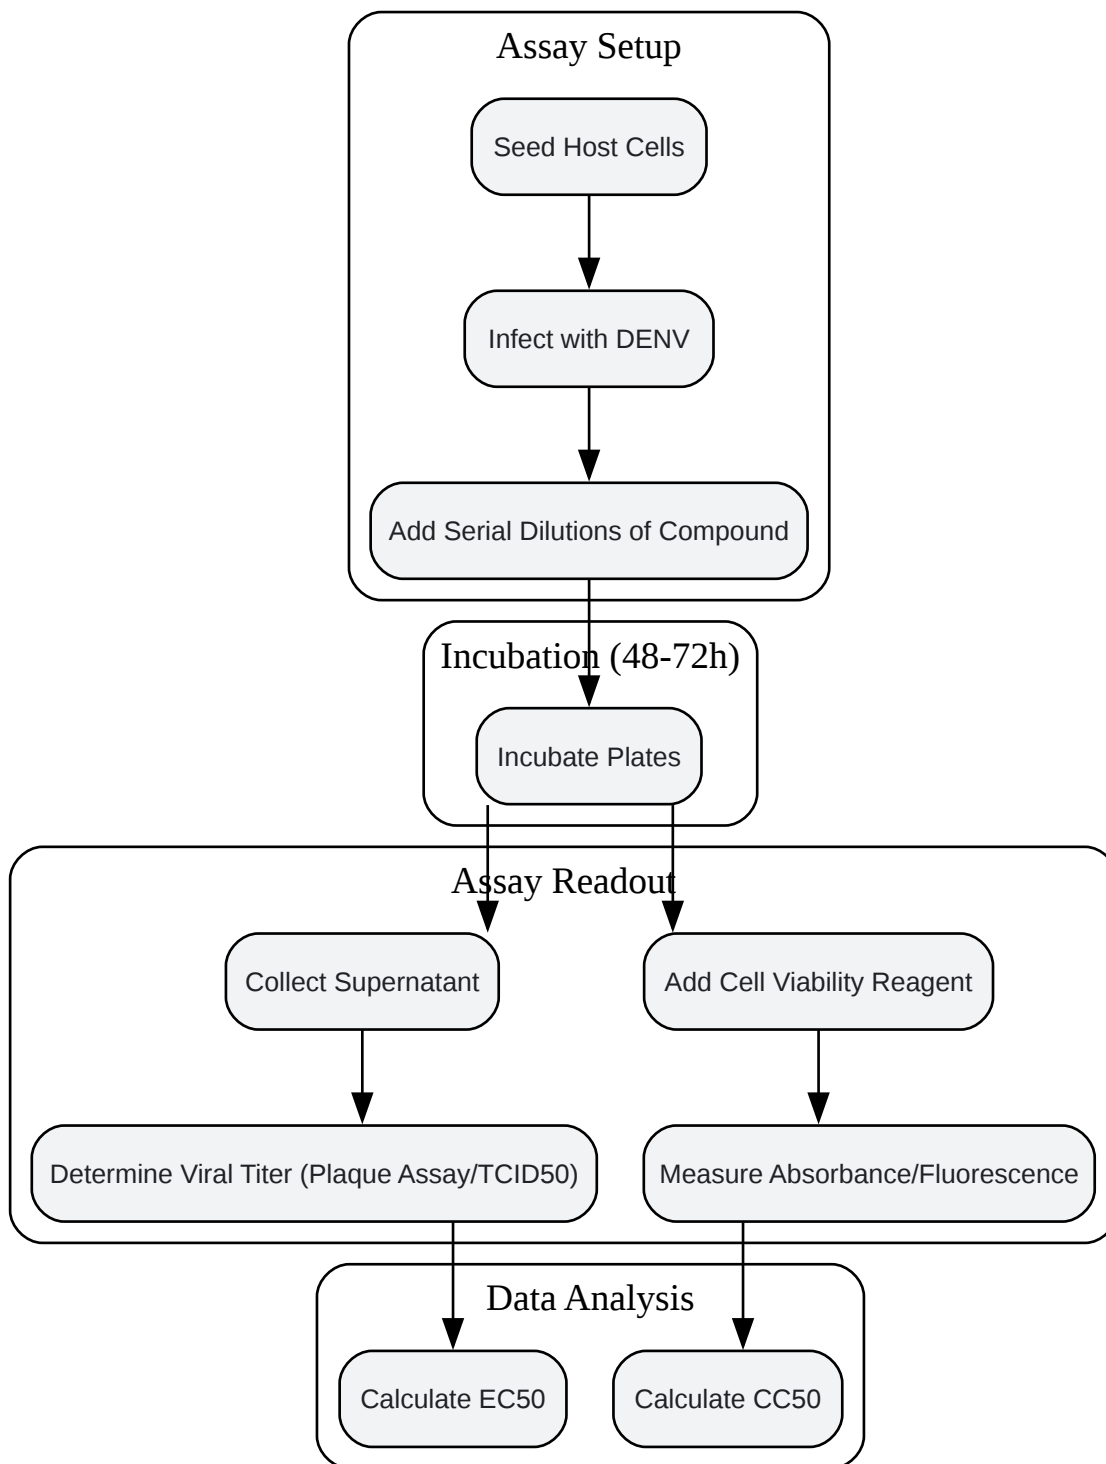 Assay Setup
Seed Host Cells
Infect with DENV
Add Serial Dilutions of Compound
Incubation (48-72h)
Incubate Plates
Assay Readout
Collect Supernatant
Add Cell Viability Reagent
Determine Viral Titer (Plaque Assay/TCID50)
Measure Absorbance/Fluorescence
Data Analysis
Calculate EC50
Calculate CC50